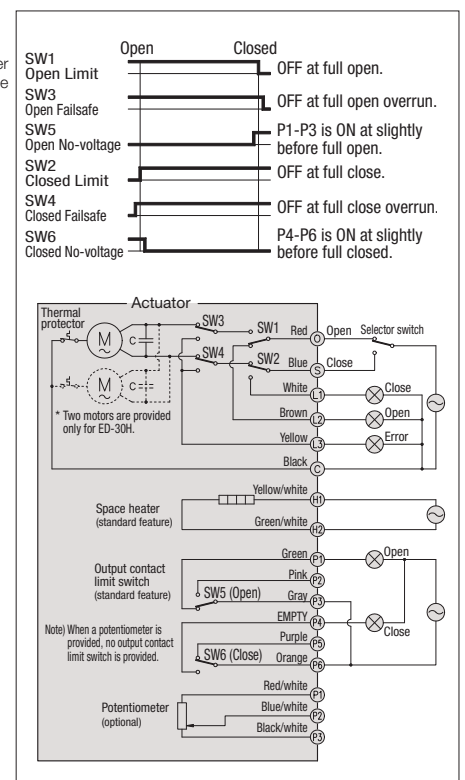 er
e
Open Closed
SW1
Open Limit
OFF at full open.
SW3
Open Failsafe
OFF at full open overrun.
SW5
Open No-voltage
P1-P3 is ON at slightly
before full open.
SW2
Closed Limit
OFF at full close.
SW4
Closed Failsafe
OFF at full close overrun.
SW6
Closed No-voltage
P4-P6 is ON at slightly
before full closed.
Actuator
Thermal
protector
M
C
SW3
SW1
Red
O
Open
Selector switch
SW4
SW2
Blue
S
Close
M
C
White
L1
Close
* Two motors are provided
only for ED-30H.
Brown
L2
Open
Yellow
L3
Error
Black
C
Space heater
(standard feature)
Yellow/white
H1
Green/white
H2
Output contact
limit switch
(standard feature)
Green
P1
Open
Pink
P2
SW5 (Open)
Gray
P3
Note) When a potentiometer is
provided, no output contact
limit switch is provided.
EMPTY
P4
Close
Purple
P5
SW6 (Close)
Orange
P6
Potentiometer
(optional)
Red/white
P1
Blue/white
P2
Black/white
P3